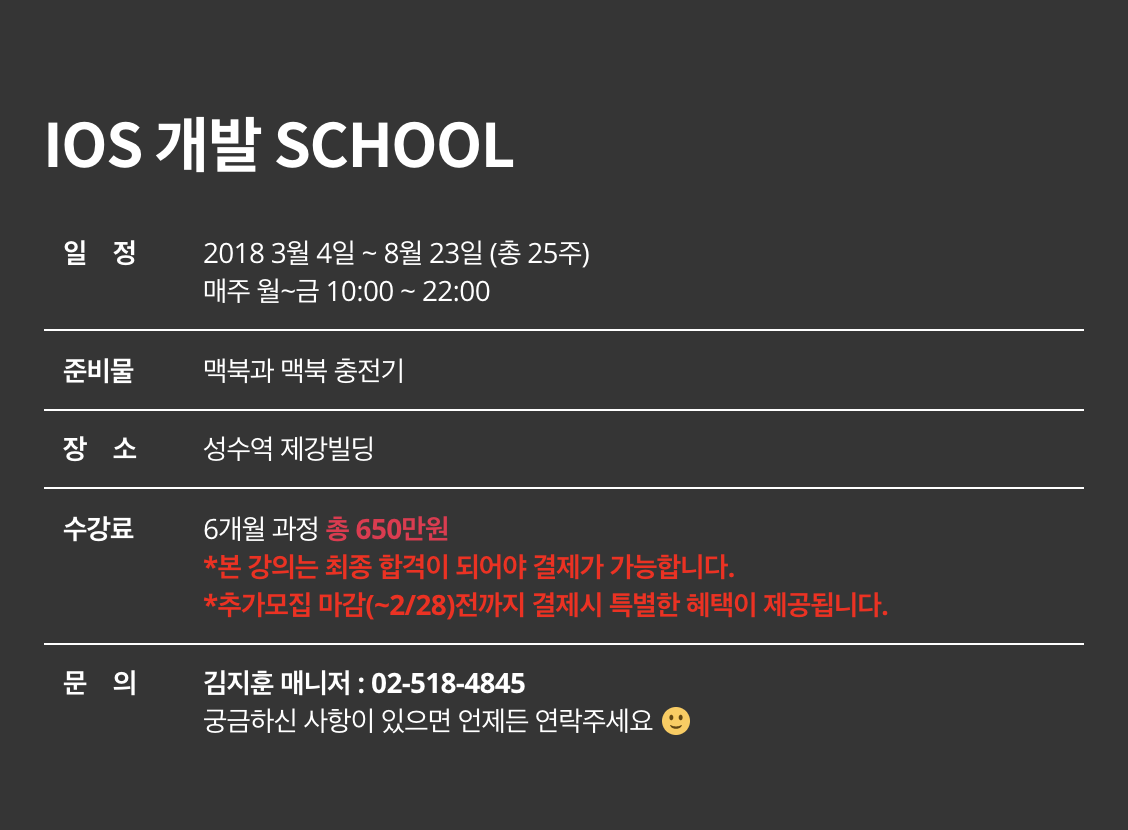 IOS 개발 SCHOOL
일 정 2018 3월 4일 ~ 8월 23일 (총 25주)
매주 월~금 10:00 ~ 22:00
준비물 맥북과 맥북 충전기
장 소 성수역 제강빌딩
수강료 6개월 과정 총 650만원
*본 강의는 최종 합격이 되어야 결제가 가능합니다.
*추가모집 마감(~2/28)전까지 결제시 특별한 혜택이 제공됩니다.
문 의 김지훈 매니저 : 02-518-4845
궁금하신 사항이 있으면 언제든 연락주세요 🙂